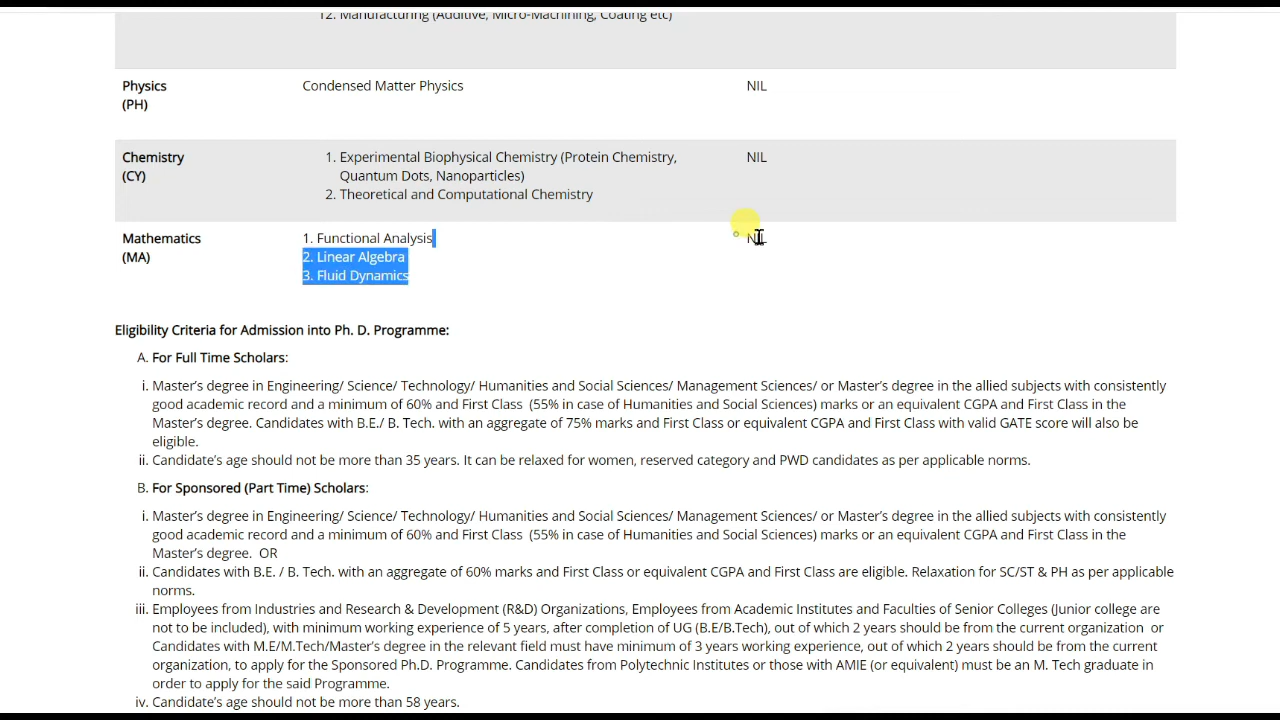 12. Manufacturing (Additive, Micro-Machining, Coating etc)
Physics
(PH)
Condensed Matter Physics
NIL
Chemistry
(CY)
1. Experimental Biophysical Chemistry (Protein Chemistry,
Quantum Dots, Nanoparticles)
2. Theoretical and Computational Chemistry
NIL
Mathematics
(MA)
1. Functional Analysis
2. Linear Algebra
3. Fluid Dynamics
NIL
Eligibility Criteria for Admission into Ph. D. Programme:
A. For Full Time Scholars:
i. Master’s degree in Engineering/ Science/ Technology/ Humanities and Social Sciences/ Management Sciences/ or Master’s degree in the allied subjects with consistently
good academic record and a minimum of 60% and First Class (55% in case of Humanities and Social Sciences) marks or an equivalent CGPA and First Class in the
Master’s degree. Candidates with B.E./ B. Tech. with an aggregate of 75% marks and First Class or equivalent CGPA and First Class with valid GATE score will also be
eligible.
ii. Candidate’s age should not be more than 35 years. It can be relaxed for women, reserved category and PWD candidates as per applicable norms.
B. For Sponsored (Part Time) Scholars:
i. Master’s degree in Engineering/ Science/ Technology/ Humanities and Social Sciences/ Management Sciences/ or Master’s degree in the allied subjects with consistently
good academic record and a minimum of 60% and First Class (55% in case of Humanities and Social Sciences) marks or an equivalent CGPA and First Class in the
Master’s degree. OR
ii. Candidates with B.E. / B. Tech. with an aggregate of 60% marks and First Class or equivalent CGPA and First Class are eligible. Relaxation for SC/ST & PH as per applicable
norms.
iii. Employees from Industries and Research & Development (R&D) Organizations, Employees from Academic Institutes and Faculties of Senior Colleges (Junior college are
not to be included), with minimum working experience of 5 years, after completion of UG (B.E/B.Tech), out of which 2 years should be from the current organization or
Candidates with M.E/M.Tech/Master’s degree in the relevant field must have minimum of 3 years working experience, out of which 2 years should be from the current
organization, to apply for the Sponsored Ph.D. Programme. Candidates from Polytechnic Institutes or those with AMIE (or equivalent) must be an M. Tech graduate in
order to apply for the said Programme.
iv. Candidate’s age should not be more than 58 years.